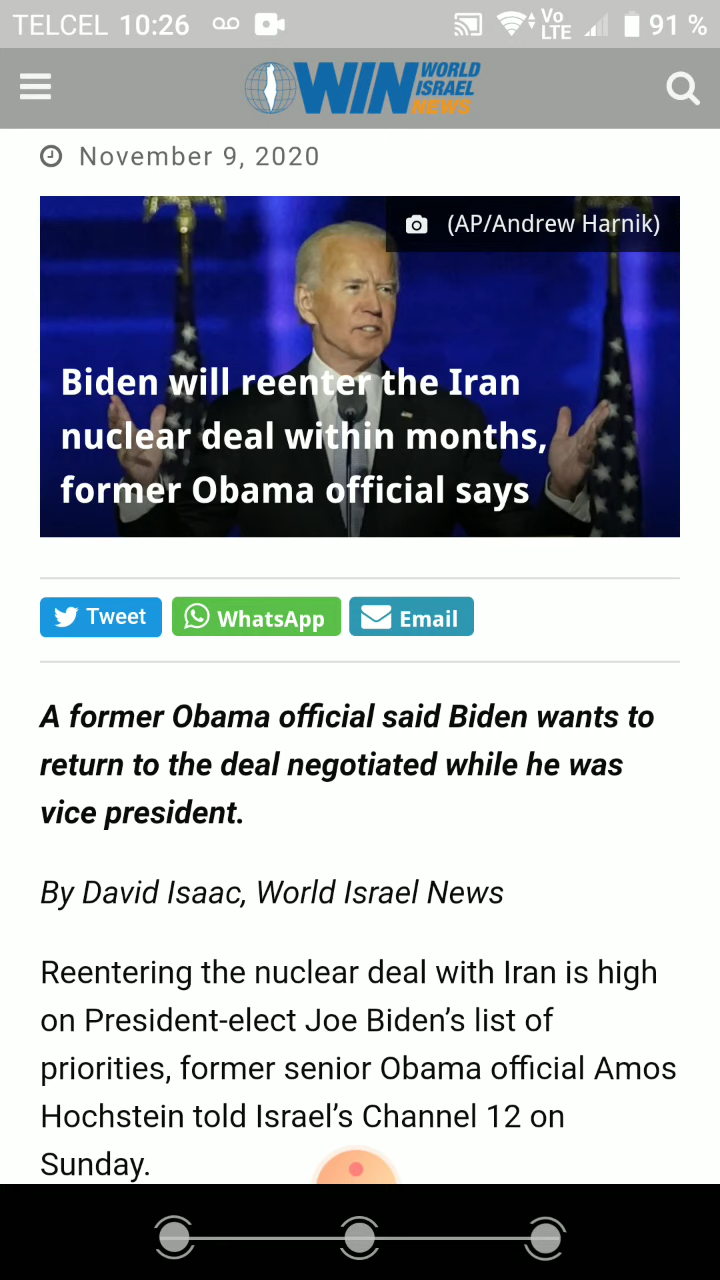 TELCEL 10:26 Vo LTE 91 %
WIN WORLD ISRAEL NEWS
November 9, 2020
(AP/Andrew Harnik)
Biden will reenter the Iran
nuclear deal within months,
former Obama official says
Tweet WhatsApp Email
A former Obama official said Biden wants to
return to the deal negotiated while he was
vice president.
By David Isaac, World Israel News
Reentering the nuclear deal with Iran is high
on President-elect Joe Biden’s list of
priorities, former senior Obama official Amos
Hochstein told Israel’s Channel 12 on
Sunday.